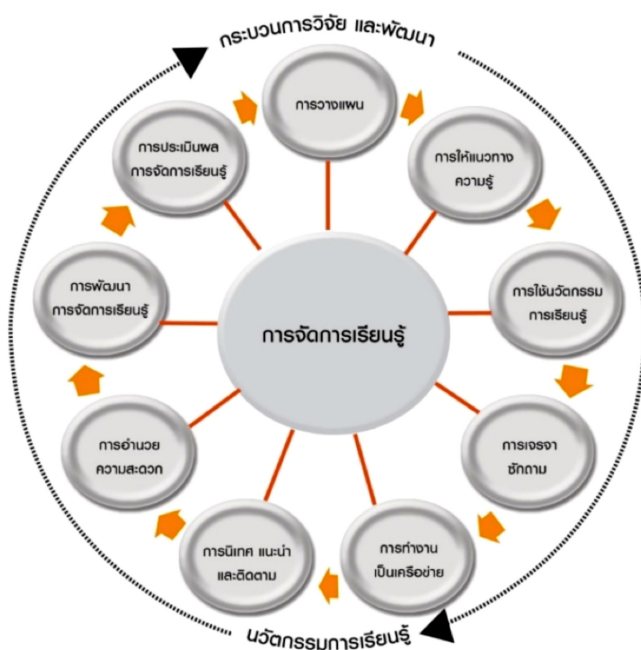 กระบวนการวิจัย และพัฒนา
การวางแผน
การให้แนวทาง
ความรู้
การใช้นวัตกรรม
การเรียนรู้
การเจรจา
ซักถาม
การทำงาน
เป็นเครือข่าย
การนิเทศ แนะนำ
และติดตาม
การอำนวย
ความสะดวก
การพัฒนา
การจัดการเรียนรู้
การประเมินผล
การจัดการเรียนรู้
การจัดการเรียนรู้
นวัตกรรมการเรียนรู้